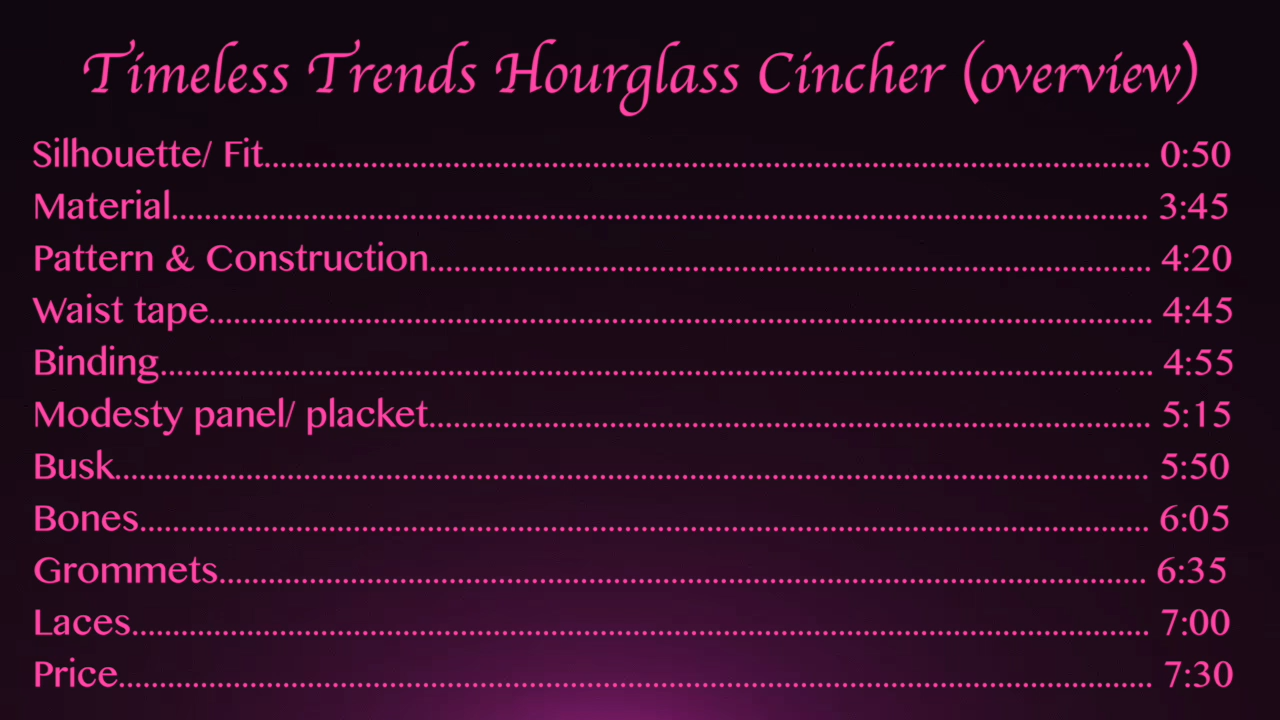 Timeless Trends Hourglass Cincher (overview)
Silhouette/ Fit........................................................................................................... 0:50
Material...................................................................................................................... 3:45
Pattern & Construction....................................................................................... 4:20
Waist tape.................................................................................................................. 4:45
Binding........................................................................................................................ 4:55
Modesty panel/ placket....................................................................................... 5:15
Busk............................................................................................................................. 5:50
Bones.......................................................................................................................... 6:05
Grommets................................................................................................................ 6:35
Laces........................................................................................................................... 7:00
Price............................................................................................................................. 7:30